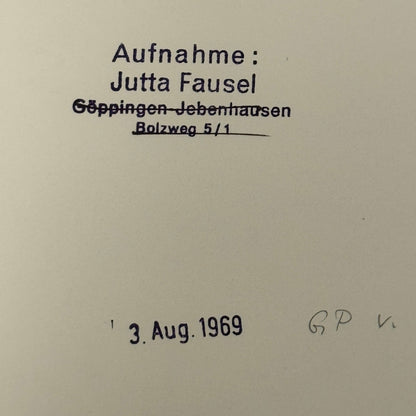 Aufnahme:
Jutta Fausel
Göppingen-Jebenhausen
Bolzweg 5/1
3. Aug. 1969 GP v.